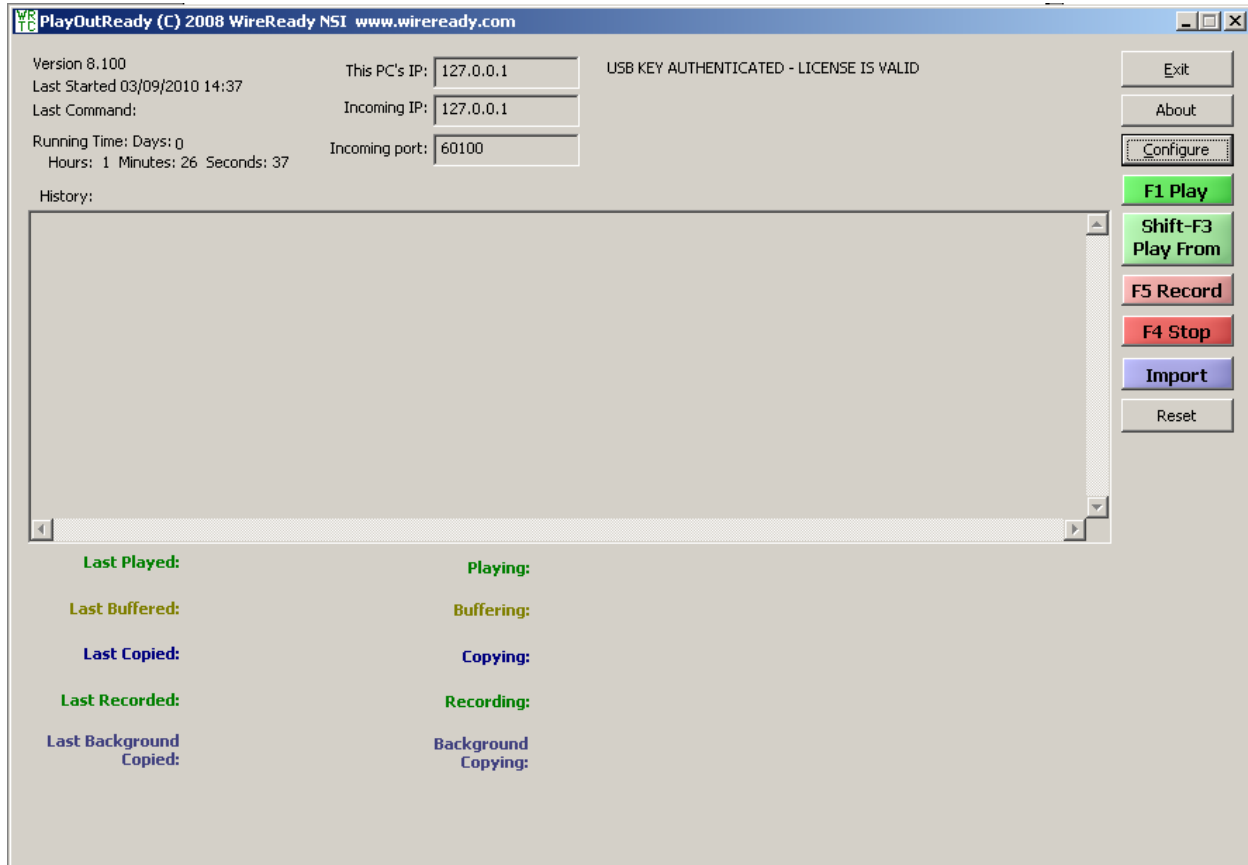 WR TC PlayOutReady (C) 2008 WireReady NSI www.wireready.com
Version 8.100
Last Started 03/09/2010 14:37
Last Command:
Running Time: Days: 0
Hours: 1 Minutes: 26 Seconds: 37
This PC's IP: 127.0.0.1
Incoming IP: 127.0.0.1
Incoming port: 60100
USB KEY AUTHENTICATED - LICENSE IS VALID
Exit
About
Configure
F1 Play
Shift-F3
Play From
F5 Record
F4 Stop
Import
Reset
History:
Last Played:
Playing:
Last Buffered:
Buffering:
Last Copied:
Copying:
Last Recorded:
Recording:
Last Background
Copied:
Background
Copying: